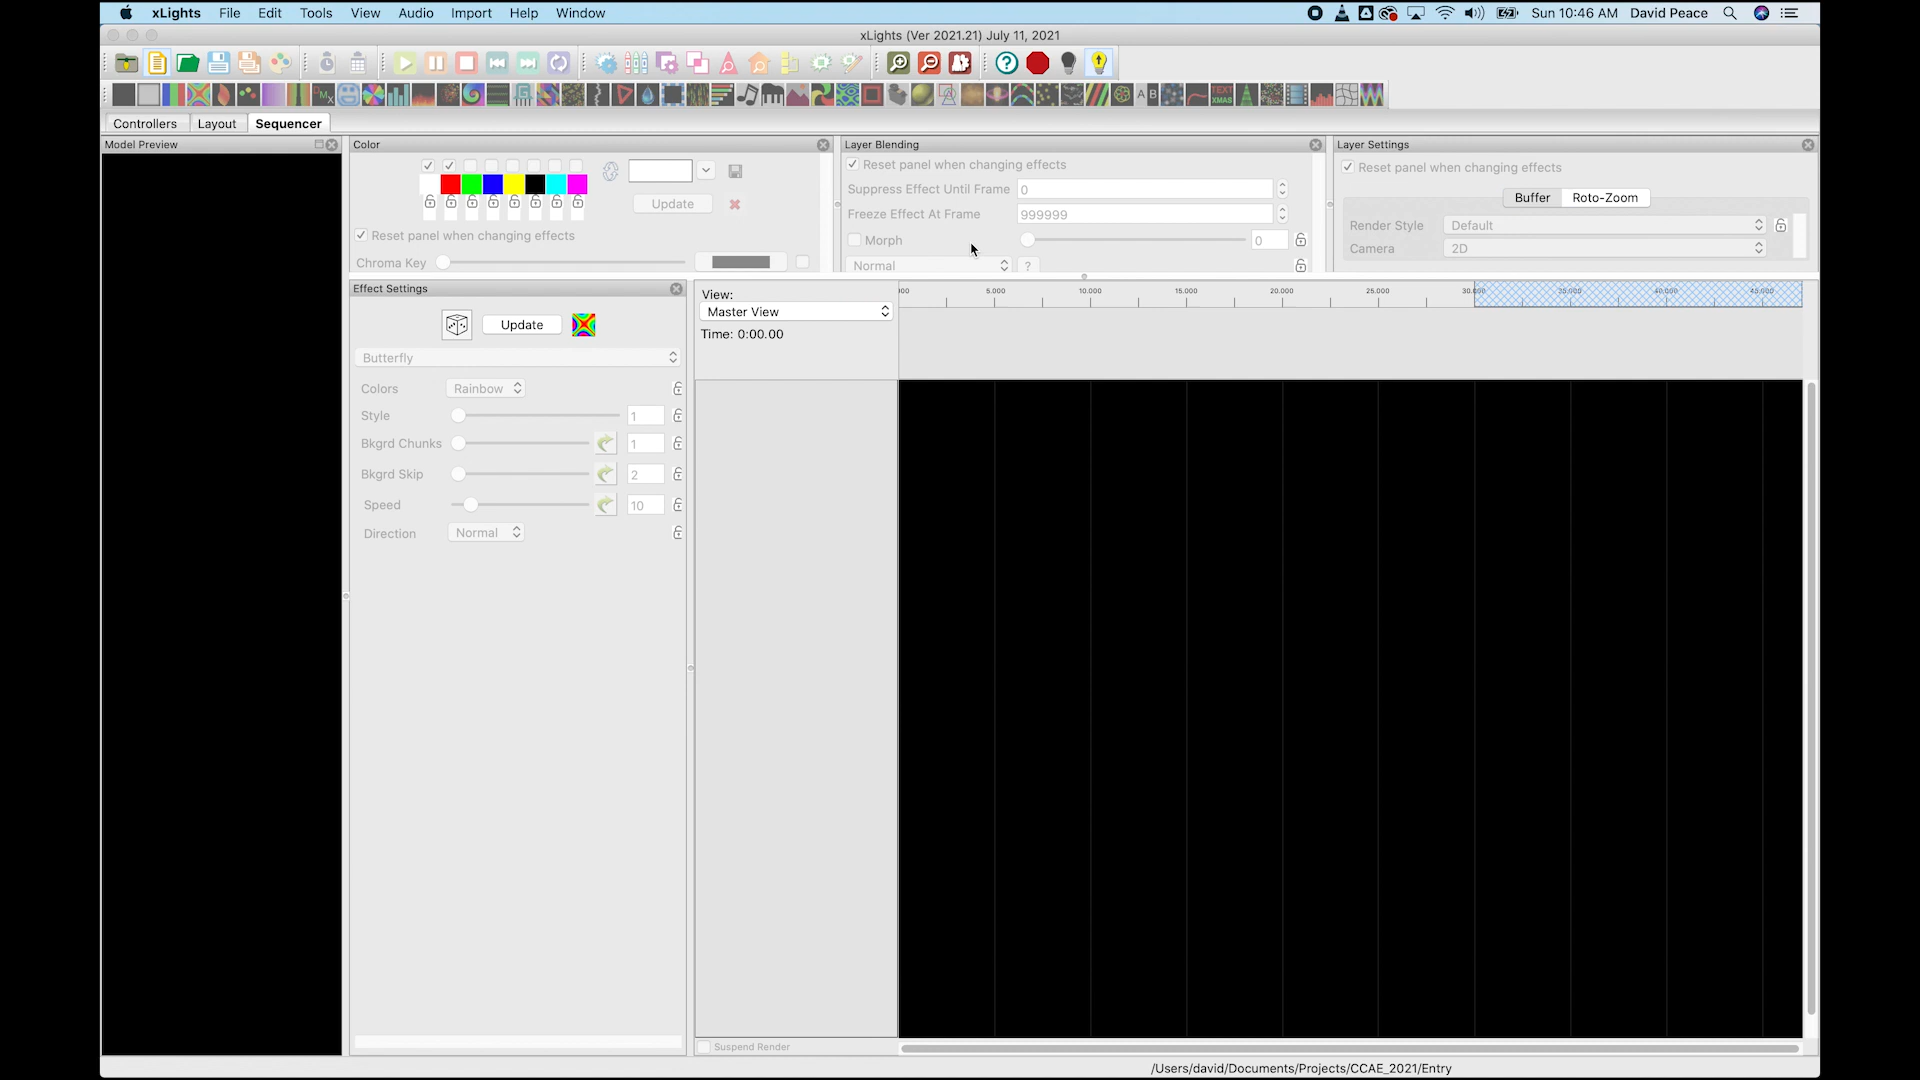 xLights File Edit Tools View Audio Import Help Window Sun 10:46 AM David Peace
xLights (Ver 2021.21) July 11, 2021
Controllers Layout Sequencer
Model Preview
Color
Reset panel when changing effects
Update
Chroma Key
Layer Blending
Reset panel when changing effects
Suppress Effect Until Frame 0
Freeze Effect At Frame 999999
Morph 0
Normal ?
Layer Settings
Reset panel when changing effects
Buffer Roto-Zoom
Render Style Default
Camera 2D
Effect Settings
Update
Butterfly
Colors Rainbow
Style 1
Bkgrd Chunks 1
Bkgrd Skip 2
Speed 10
Direction Normal
View:
Master View
Time: 0:00.00
5.000 10.000 15.000 20.000 25.000 30.000 35.000 40.000 45.000
Suspend Render
/Users/david/Documents/Projects/CCAE_2021/Entry